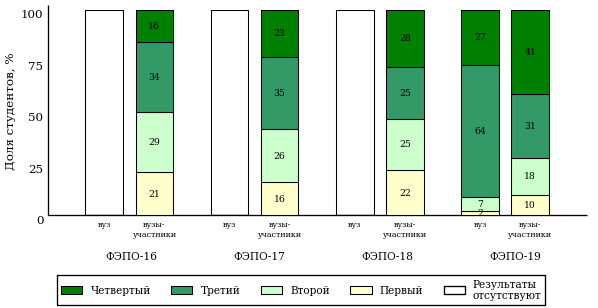 Доля студентов, %
100
75
50
25
0
16
34
29
21
23
35
26
16
28
25
25
22
27
64
7
2
41
31
18
10
вуз
вузы-
участники
вуз
вузы-
участники
вуз
вузы-
участники
вуз
вузы-
участники
ФЭПО-16
ФЭПО-17
ФЭПО-18
ФЭПО-19
Четвертый
Третий
Второй
Первый
Результаты
отсутствуют